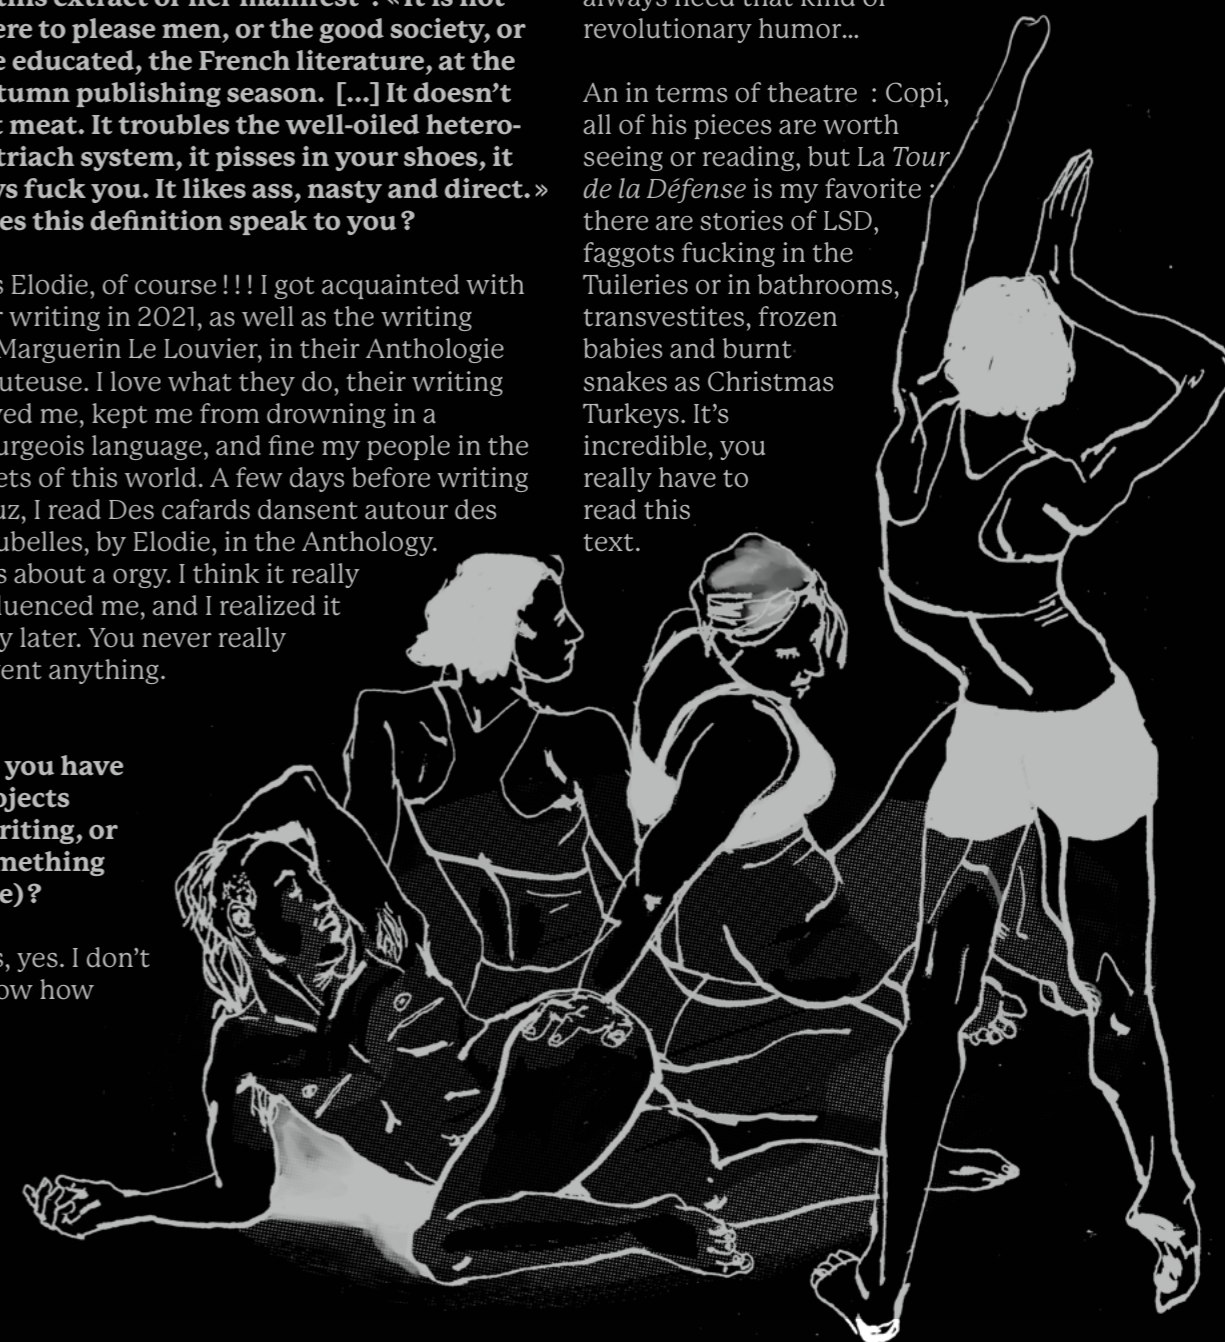 this extract of her manifest : « It is not
ere to please men, or the good society, or
e educated, the French literature, at the
tumn publishing season. [...] It doesn't
t meat. It troubles the well-oiled hetero-
triach system, it pisses in your shoes, it
ys fuck you. It likes ass, nasty and direct. »
es this definition speak to you ?
s Elodie, of course ! ! ! I got acquainted with
r writing in 2021, as well as the writing
Marguerin Le Louvier, in their Anthologie
uteuse. I love what they do, their writing
ved me, kept me from drowning in a
urgeois language, and fine my people in the
ets of this world. A few days before writing
uz, I read Des cafards dansent autour des
ubelles, by Elodie, in the Anthology.
s about a orgy. I think it really
luenced me, and I realized it
y later. You never really
ent anything.
you have
ojects
riting, or
mething
e) ?
s, yes. I don't
ow how
always need that kind of
revolutionary humor...
An in terms of theatre : Copi,
all of his pieces are worth
seeing or reading, but La Tour
de la Défense is my favorite :
there are stories of LSD,
faggots fucking in the
Tuileries or in bathrooms,
transvestites, frozen
babies and burnt
snakes as Christmas
Turkeys. It's
incredible, you
really have to
read this
text.